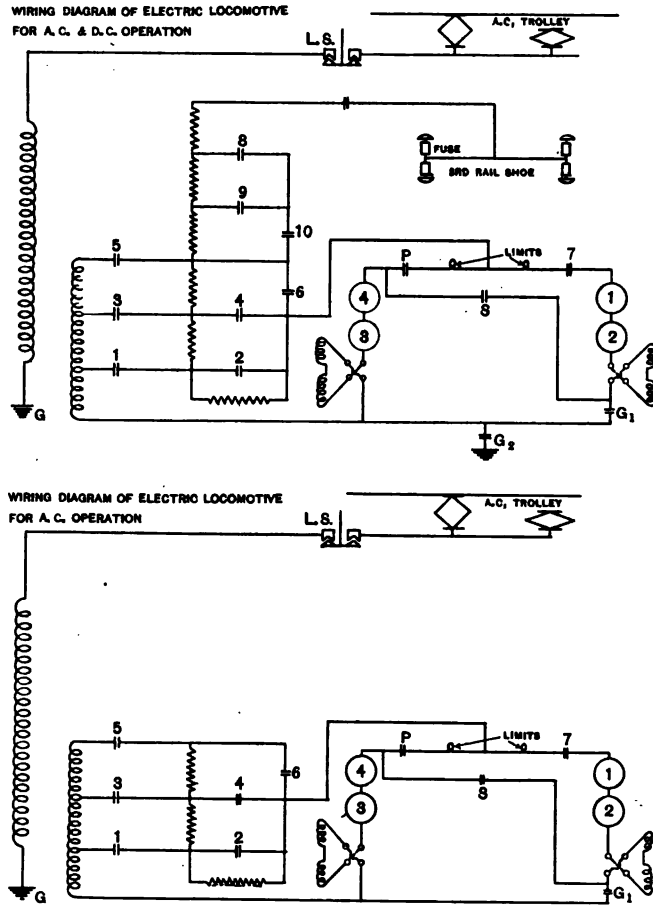 WIRING DIAGRAM OF ELECTRIC LOCOMOTIVE
FOR A.C. & D.C. OPERATION
L.S.
A.C. TROLLEY
8
FUSE
3RD RAIL SHOE
9
10
5
P
LIMITS
7
6
3
4
4
S
1
3
2
1
2
G
G1
G2
WIRING DIAGRAM OF ELECTRIC LOCOMOTIVE
FOR A.C. OPERATION
L.S.
A.C. TROLLEY
5
P
LIMITS
7
4
6
1
3
4
S
3
2
1
2
G
G1